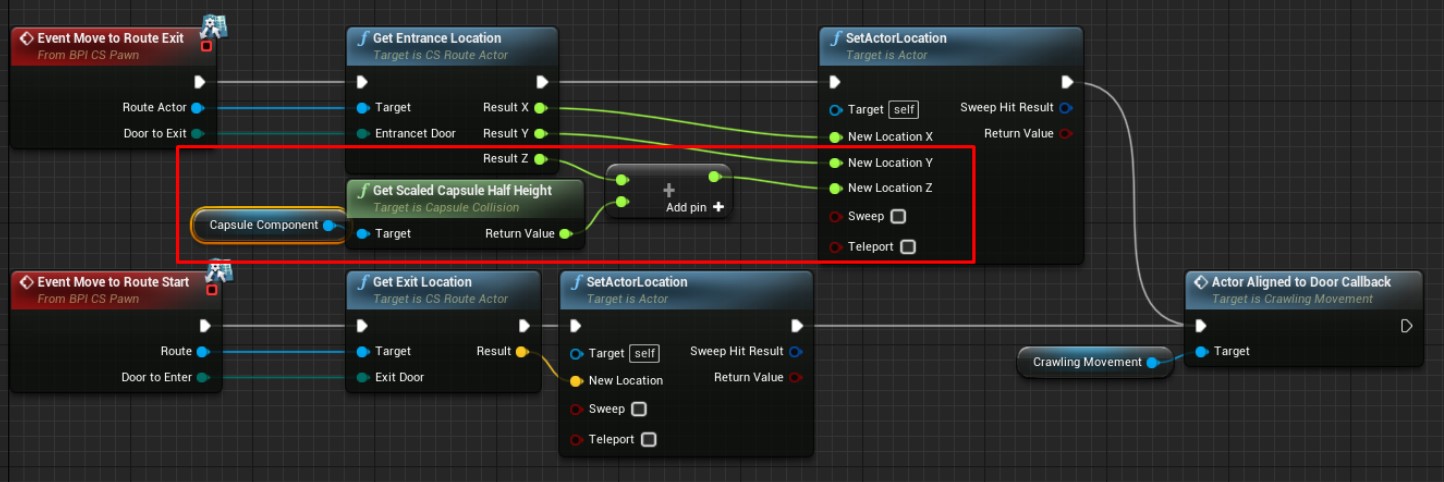 Event Move to Route Exit
From BPI CS Pawn
Route Actor
Door to Exit
Get Entrance Location
Target is CS Route Actor
Target
Result X
Entrancet Door
Result Y
Result Z
SetActorLocation
Target is Actor
Target self
Sweep Hit Result
New Location X
Return Value
New Location Y
New Location Z
Sweep
Teleport
Capsule Component
Get Scaled Capsule Half Height
Target is Capsule Collision
Target
Return Value
Add pin
Event Move to Route Start
From BPI CS Pawn
Route
Door to Enter
Get Exit Location
Target is CS Route Actor
Target
Result
Exit Door
SetActorLocation
Target is Actor
Target self
Sweep Hit Result
New Location
Return Value
Sweep
Teleport
Crawling Movement
Actor Aligned to Door Callback
Target is Crawling Movement
Target